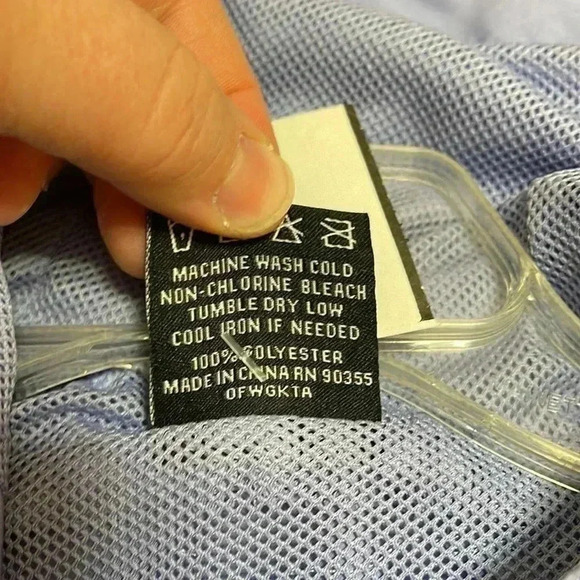 MACHINE WASH COLD
NON-CHLORINE BLEACH
TUMBLE DRY LOW
COOL IRON IF NEEDED
100% POLYESTER
MADE IN CHINA RN 90355
OFWGKTA